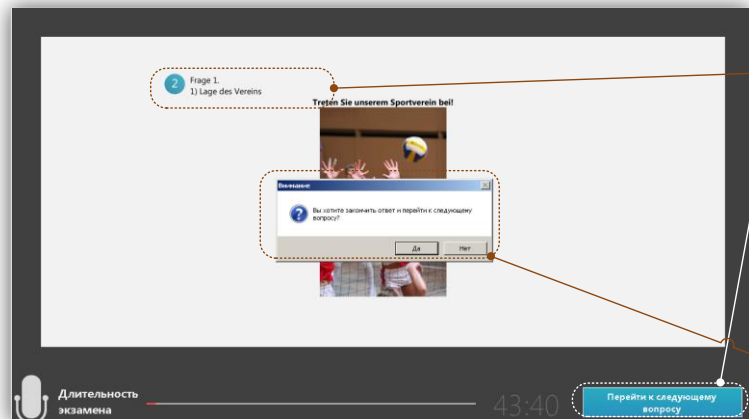 2
Frage 1.
1) Lage des Vereins
Treten Sie unserem Sportverein bei!
Внимание
Вы хотите закончить ответ и перейти к следующему
вопросу?
Да
Нет
Длительность
экзамена
43:40
Перейти к следующему
вопросу